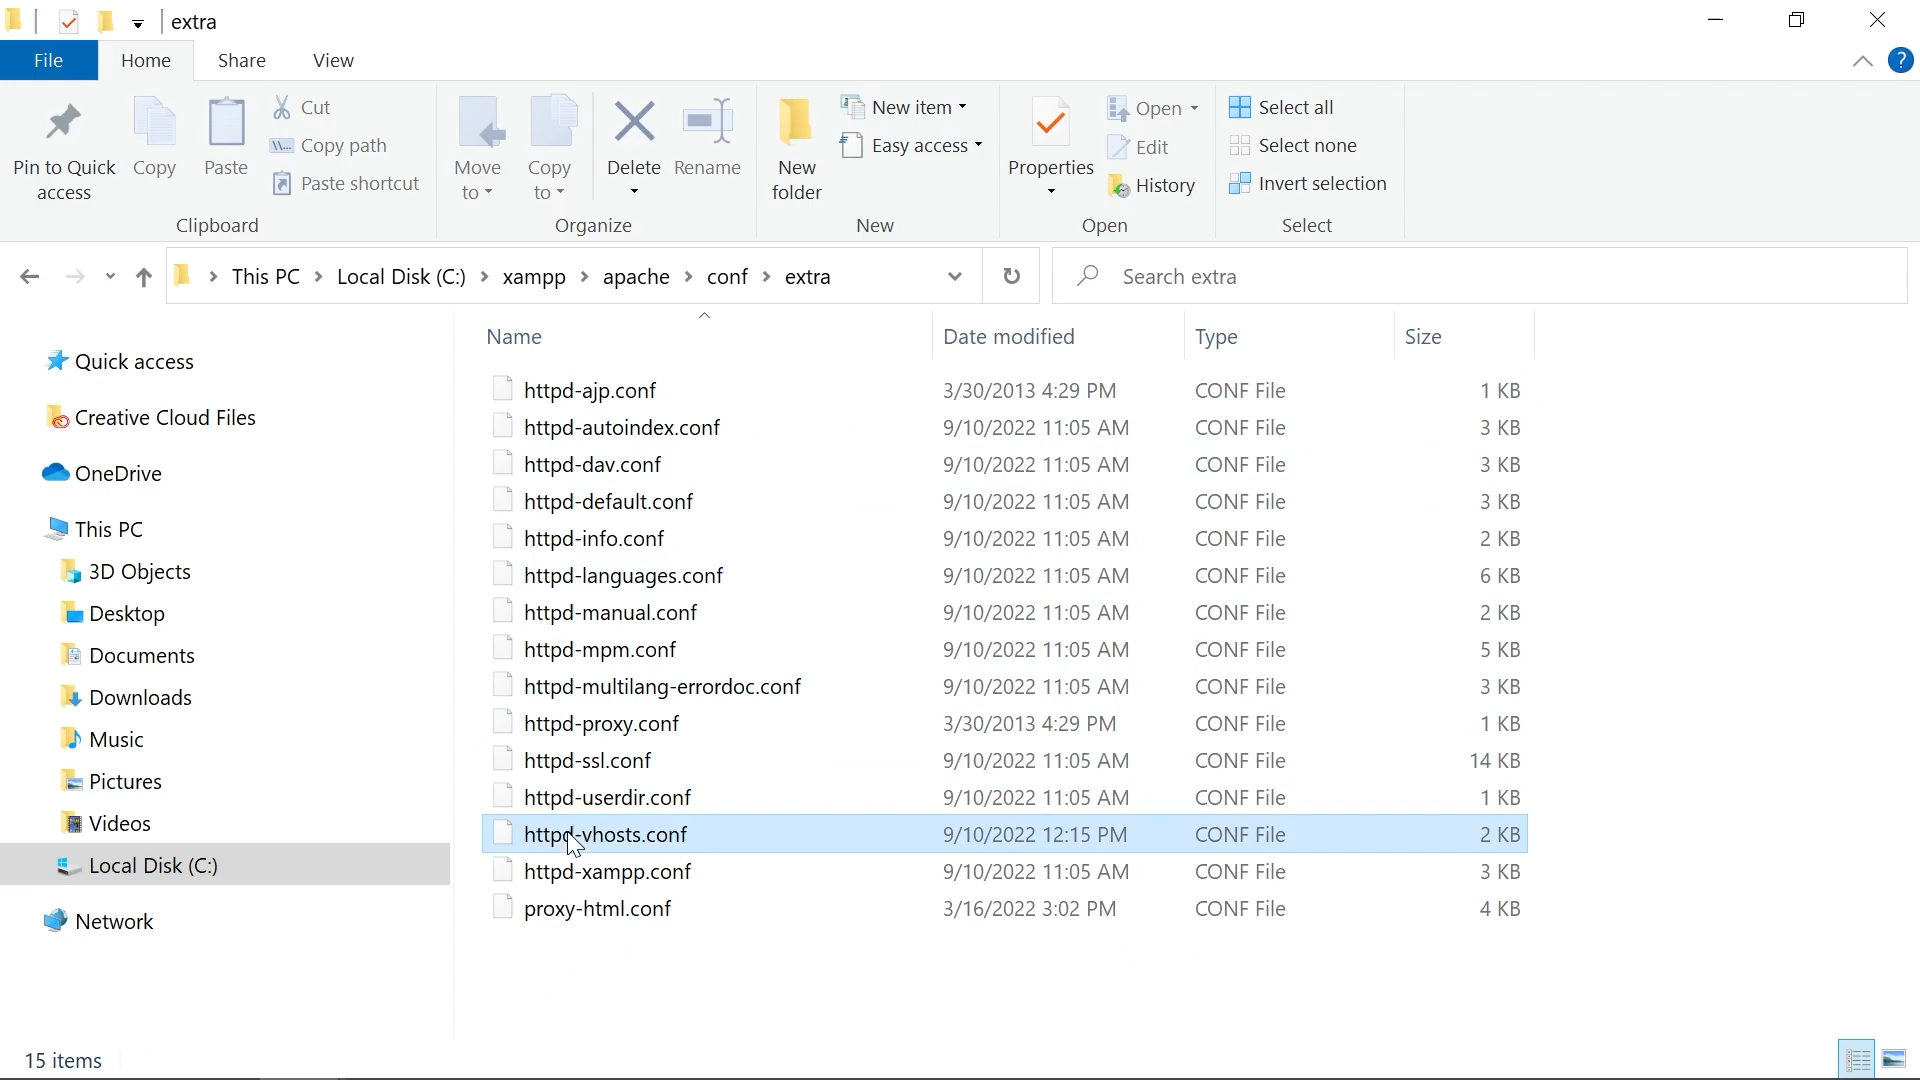 extra
File Home Share View
?
Pin to Quick access
Copy
Paste
Cut
Copy path
Paste shortcut
Clipboard
Move to
Copy to
Delete
Rename
Organize
New folder
New item
Easy access
New
Properties
Open
Edit
History
Open
Select all
Select none
Invert selection
Select
This PC > Local Disk (C:) > xampp > apache > conf > extra
Search extra
Quick access
Creative Cloud Files
OneDrive
This PC
3D Objects
Desktop
Documents
Downloads
Music
Pictures
Videos
Local Disk (C:)
Network
Name Date modified Type Size
httpd-ajp.conf 3/30/2013 4:29 PM CONF File 1 KB
httpd-autoindex.conf 9/10/2022 11:05 AM CONF File 3 KB
httpd-dav.conf 9/10/2022 11:05 AM CONF File 3 KB
httpd-default.conf 9/10/2022 11:05 AM CONF File 3 KB
httpd-info.conf 9/10/2022 11:05 AM CONF File 2 KB
httpd-languages.conf 9/10/2022 11:05 AM CONF File 6 KB
httpd-manual.conf 9/10/2022 11:05 AM CONF File 2 KB
httpd-mpm.conf 9/10/2022 11:05 AM CONF File 5 KB
httpd-multilang-errordoc.conf 9/10/2022 11:05 AM CONF File 3 KB
httpd-proxy.conf 3/30/2013 4:29 PM CONF File 1 KB
httpd-ssl.conf 9/10/2022 11:05 AM CONF File 14 KB
httpd-userdir.conf 9/10/2022 11:05 AM CONF File 1 KB
httpd-vhosts.conf 9/10/2022 12:15 PM CONF File 2 KB
httpd-xampp.conf 9/10/2022 11:05 AM CONF File 3 KB
proxy-html.conf 3/16/2022 3:02 PM CONF File 4 KB
15 items